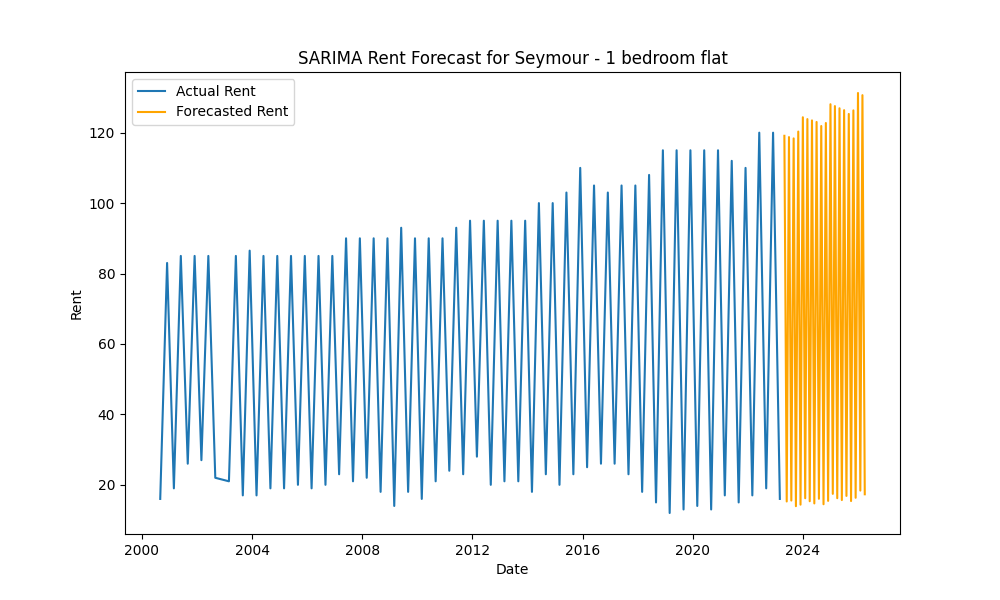 SARIMA Rent Forecast for Seymour - 1 bedroom flat
Actual Rent
Forecasted Rent
120
100
80
60
40
20
Rent
2000 2004 2008 2012 2016 2020 2024
Date